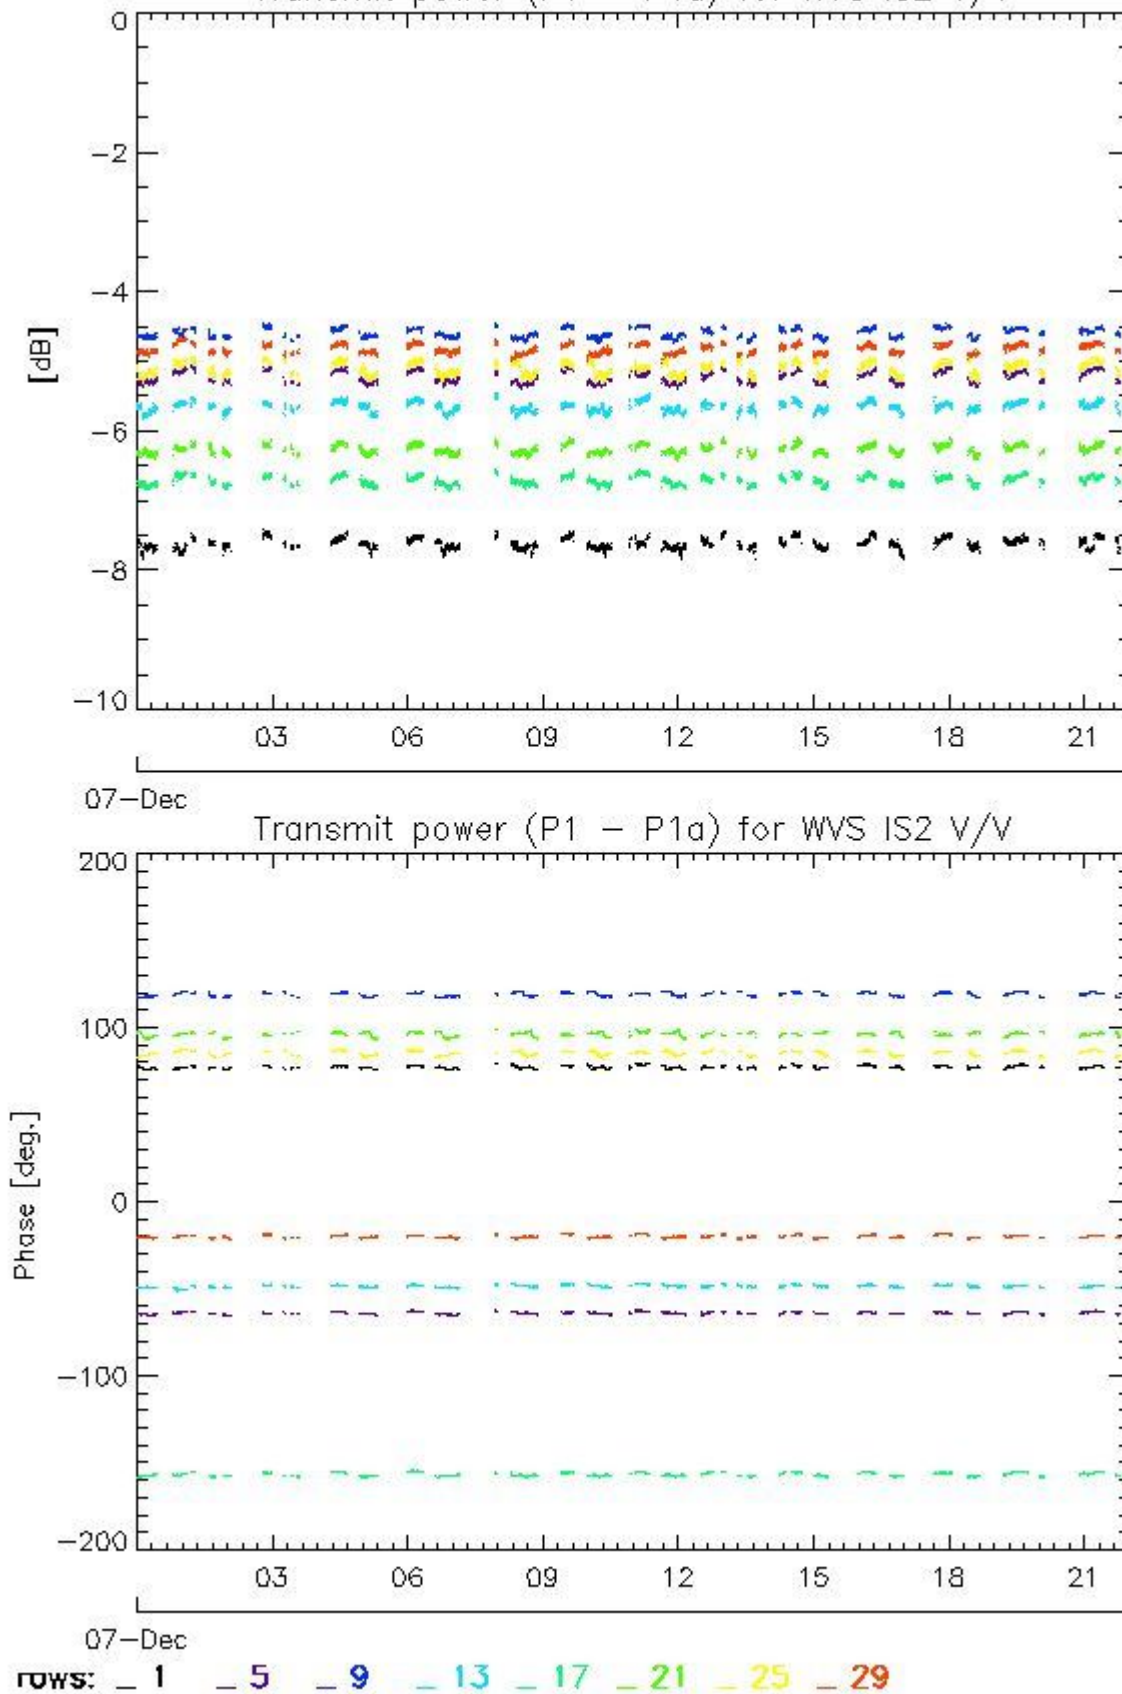 0
-2
-4
[dB]
-6
-8
-10
03 06 09 12 15 18 21
07-Dec
Transmit power (P1 - P1a) for WVS IS2 V/V
200
100
Phase [deg.]
0
-100
-200
03 06 09 12 15 18 21
07-Dec
rows: _ 1 _ 5 _ 9 _ 13 _ 17 _ 21 _ 25 _ 29